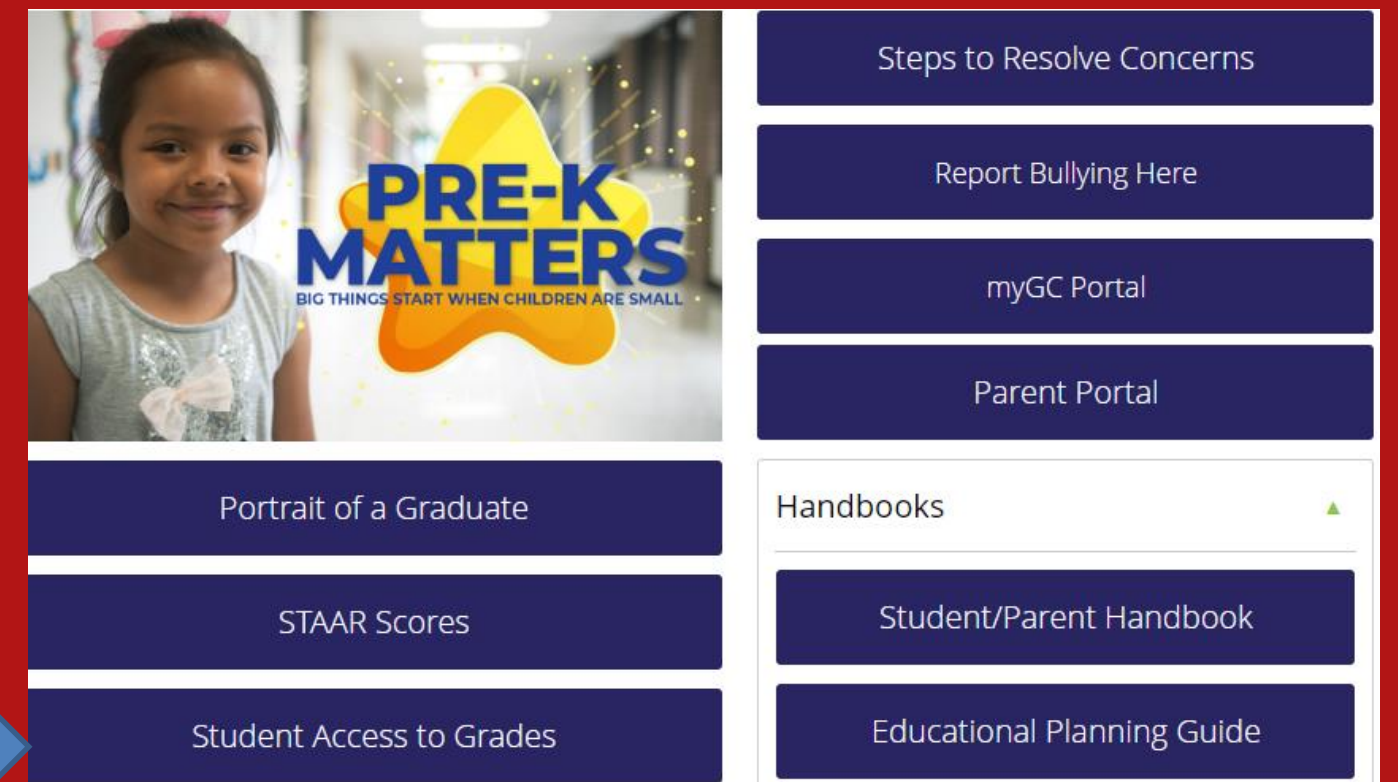 PRE-K
MATTERS
BIG THINGS START WHEN CHILDREN ARE SMALL
Portrait of a Graduate
STAAR Scores
Student Access to Grades
Steps to Resolve Concerns
Report Bullying Here
myGC Portal
Parent Portal
Handbooks
Student/Parent Handbook
Educational Planning Guide